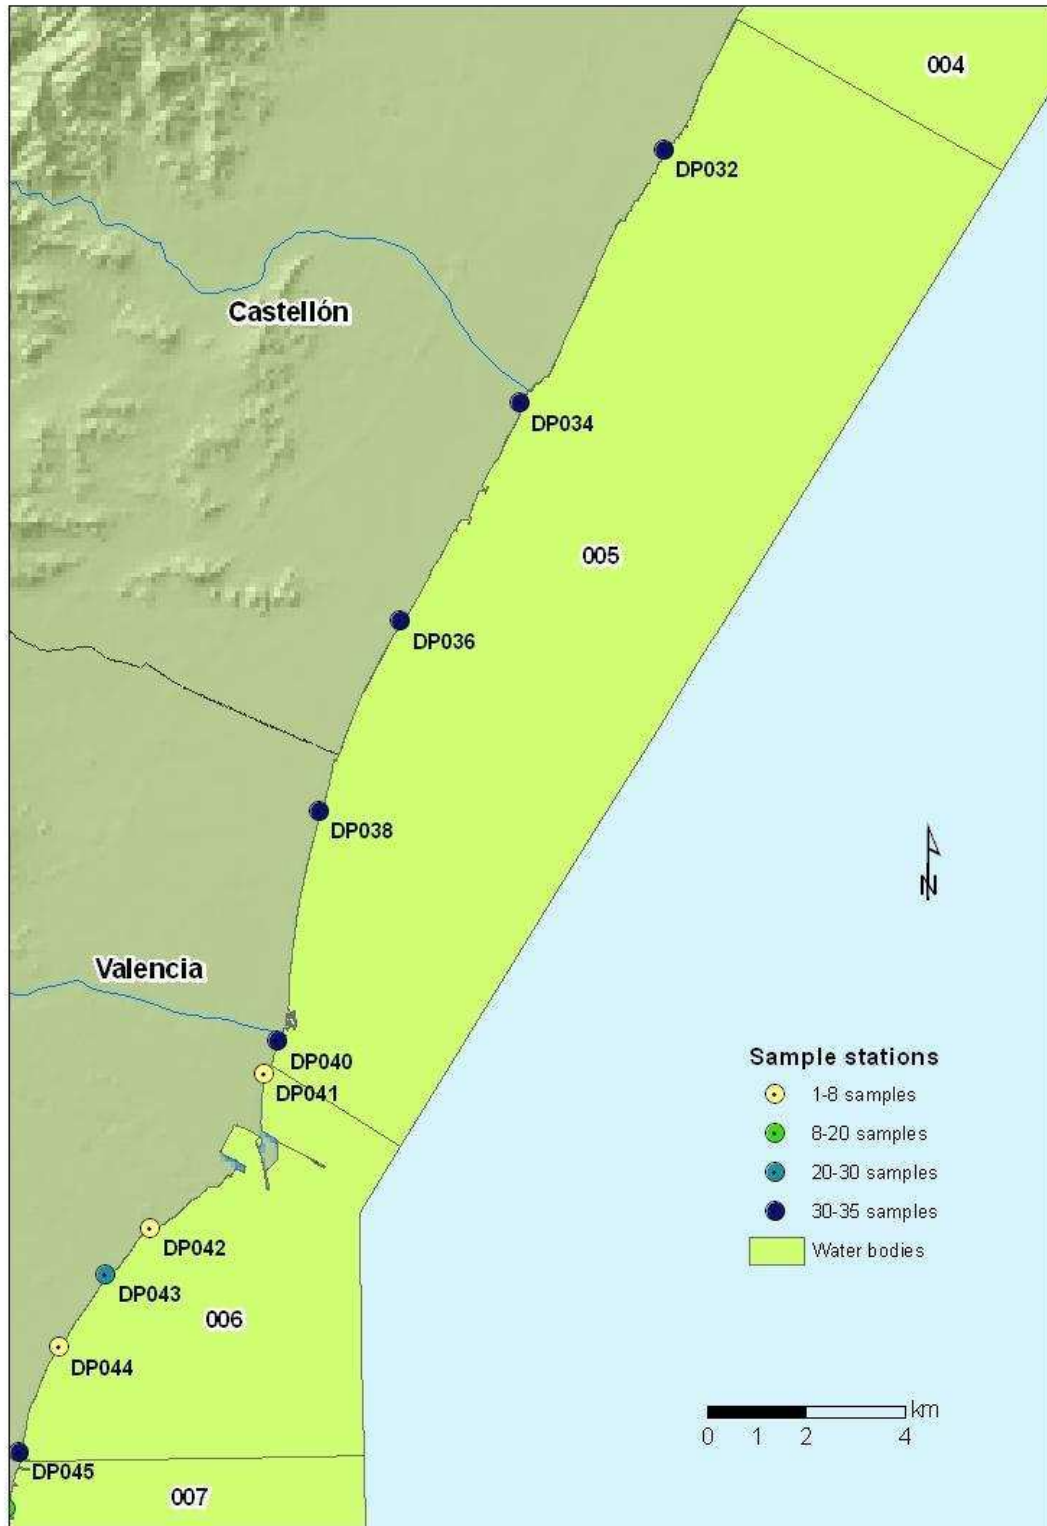 004
DP032
Castellón
DP034
005
DP036
DP038
N
Valencia
DP040
DP041
Sample stations
1-8 samples
8-20 samples
20-30 samples
30-35 samples
Water bodies
DP042
DP043
006
DP044
km
0 1 2 4
DP045
007